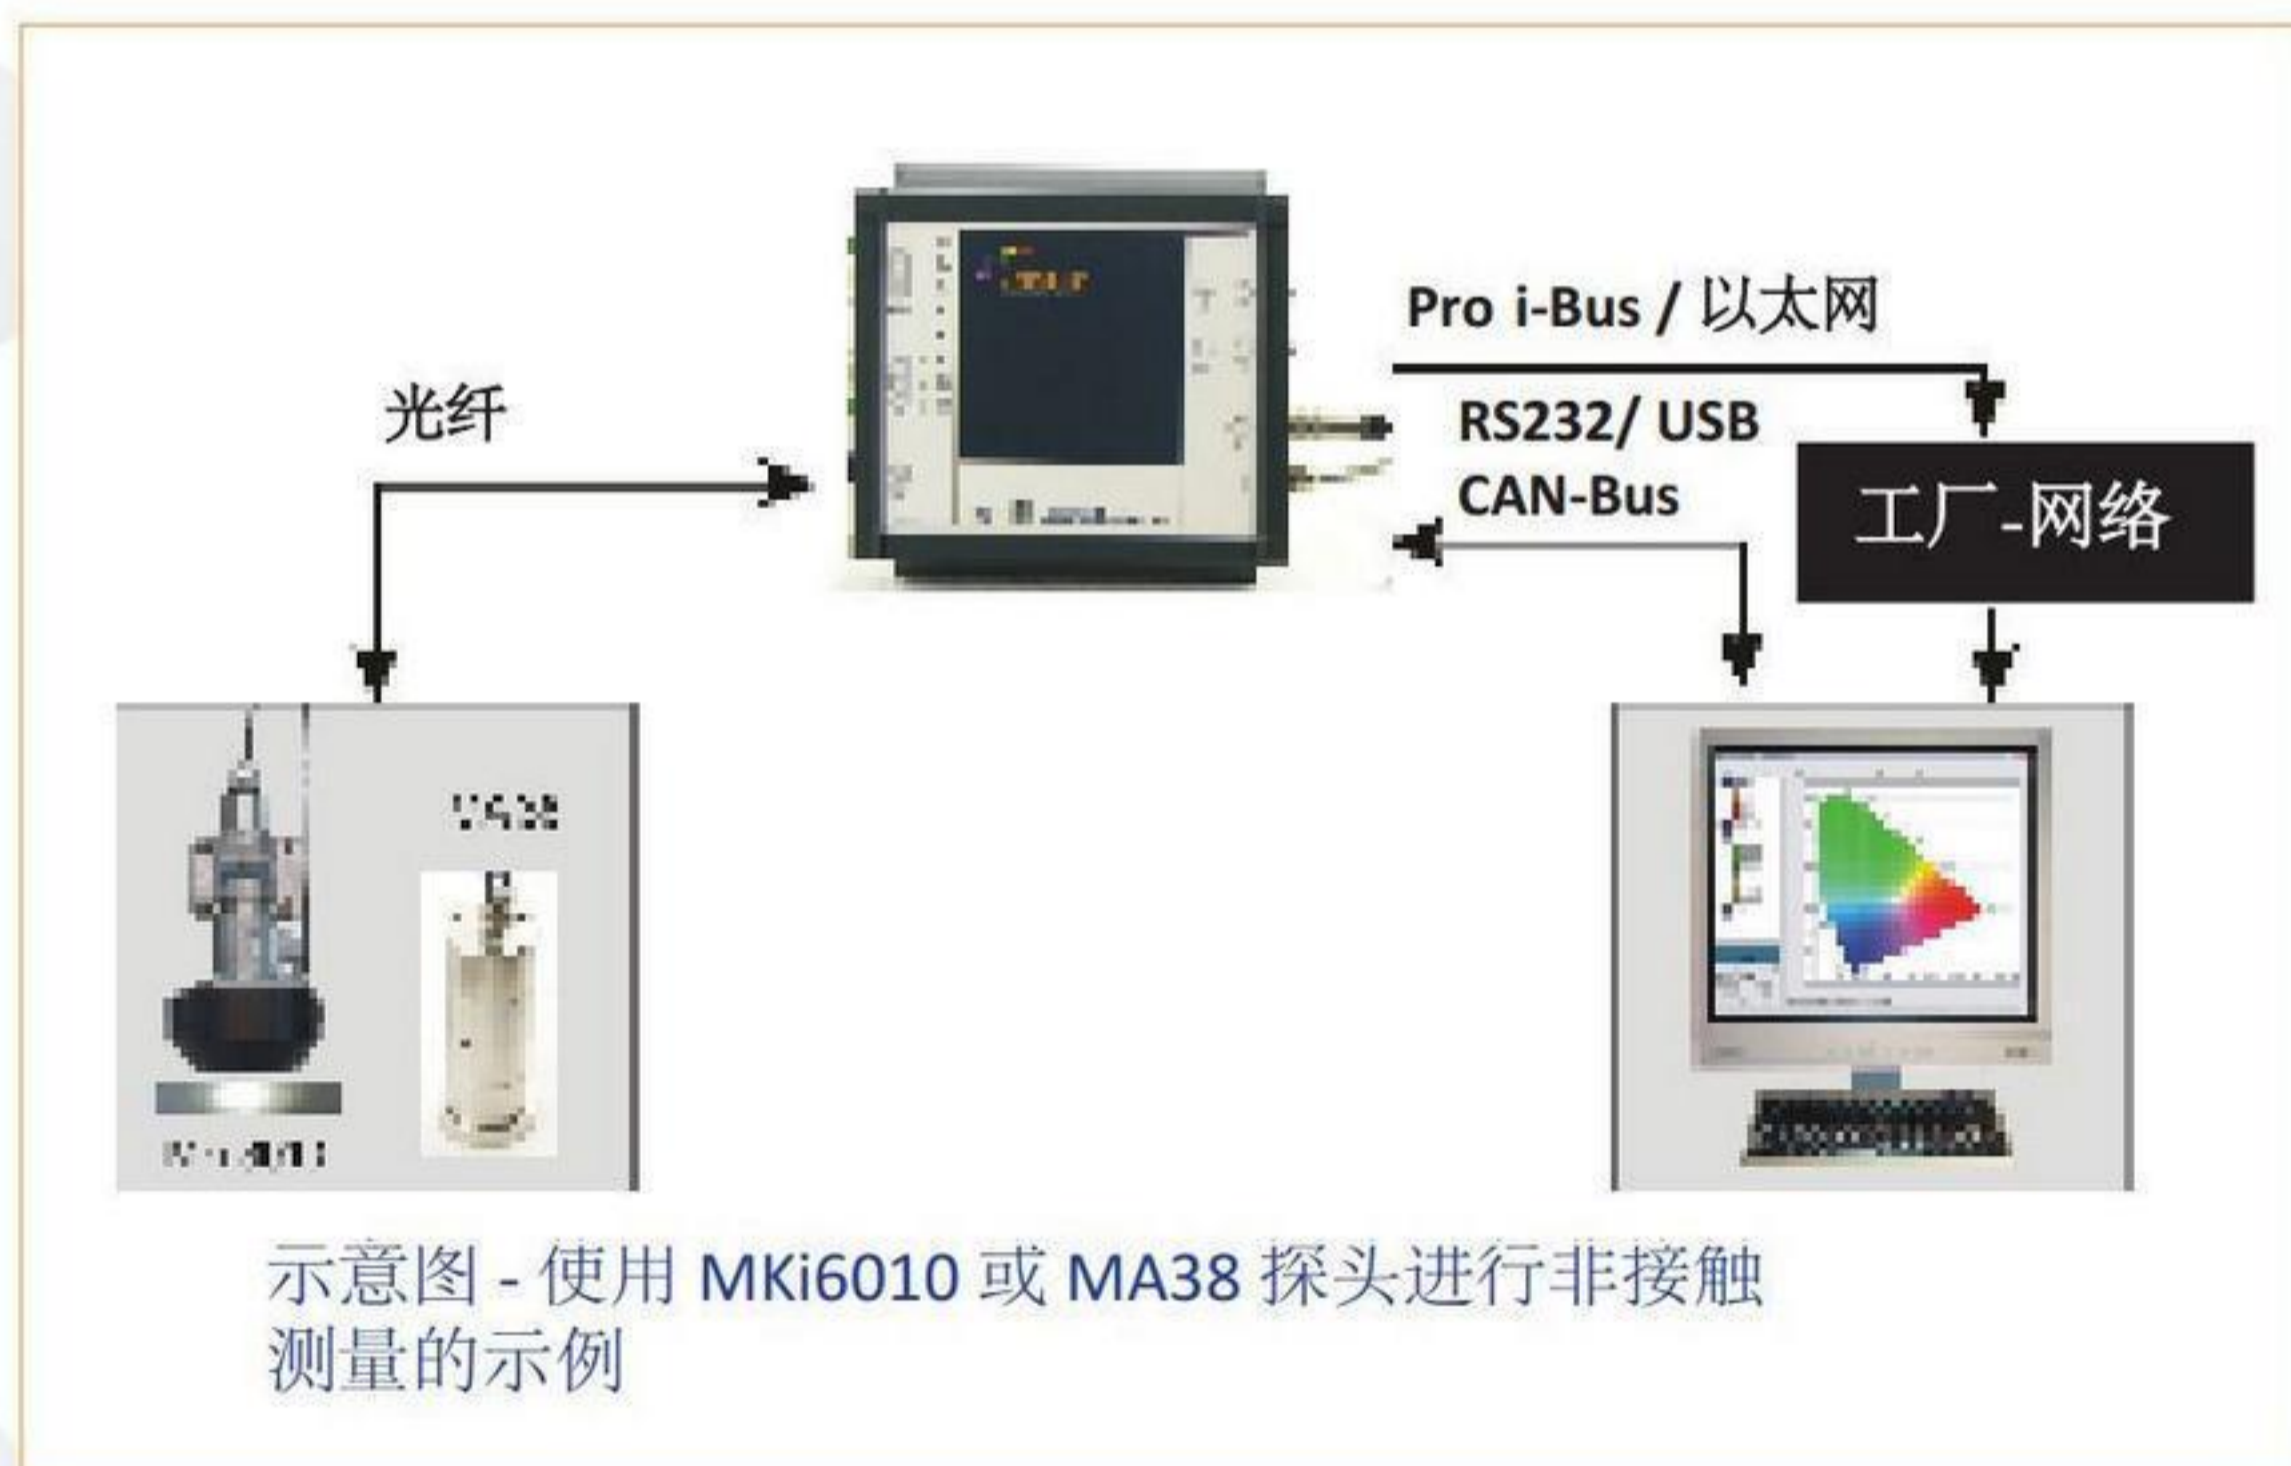 Pro i-Bus / 以太网
光纤
RS232/ USB
CAN-Bus
工厂-网络
示意图 - 使用 MKi6010 或 MA38 探头进行非接触
测量的示例